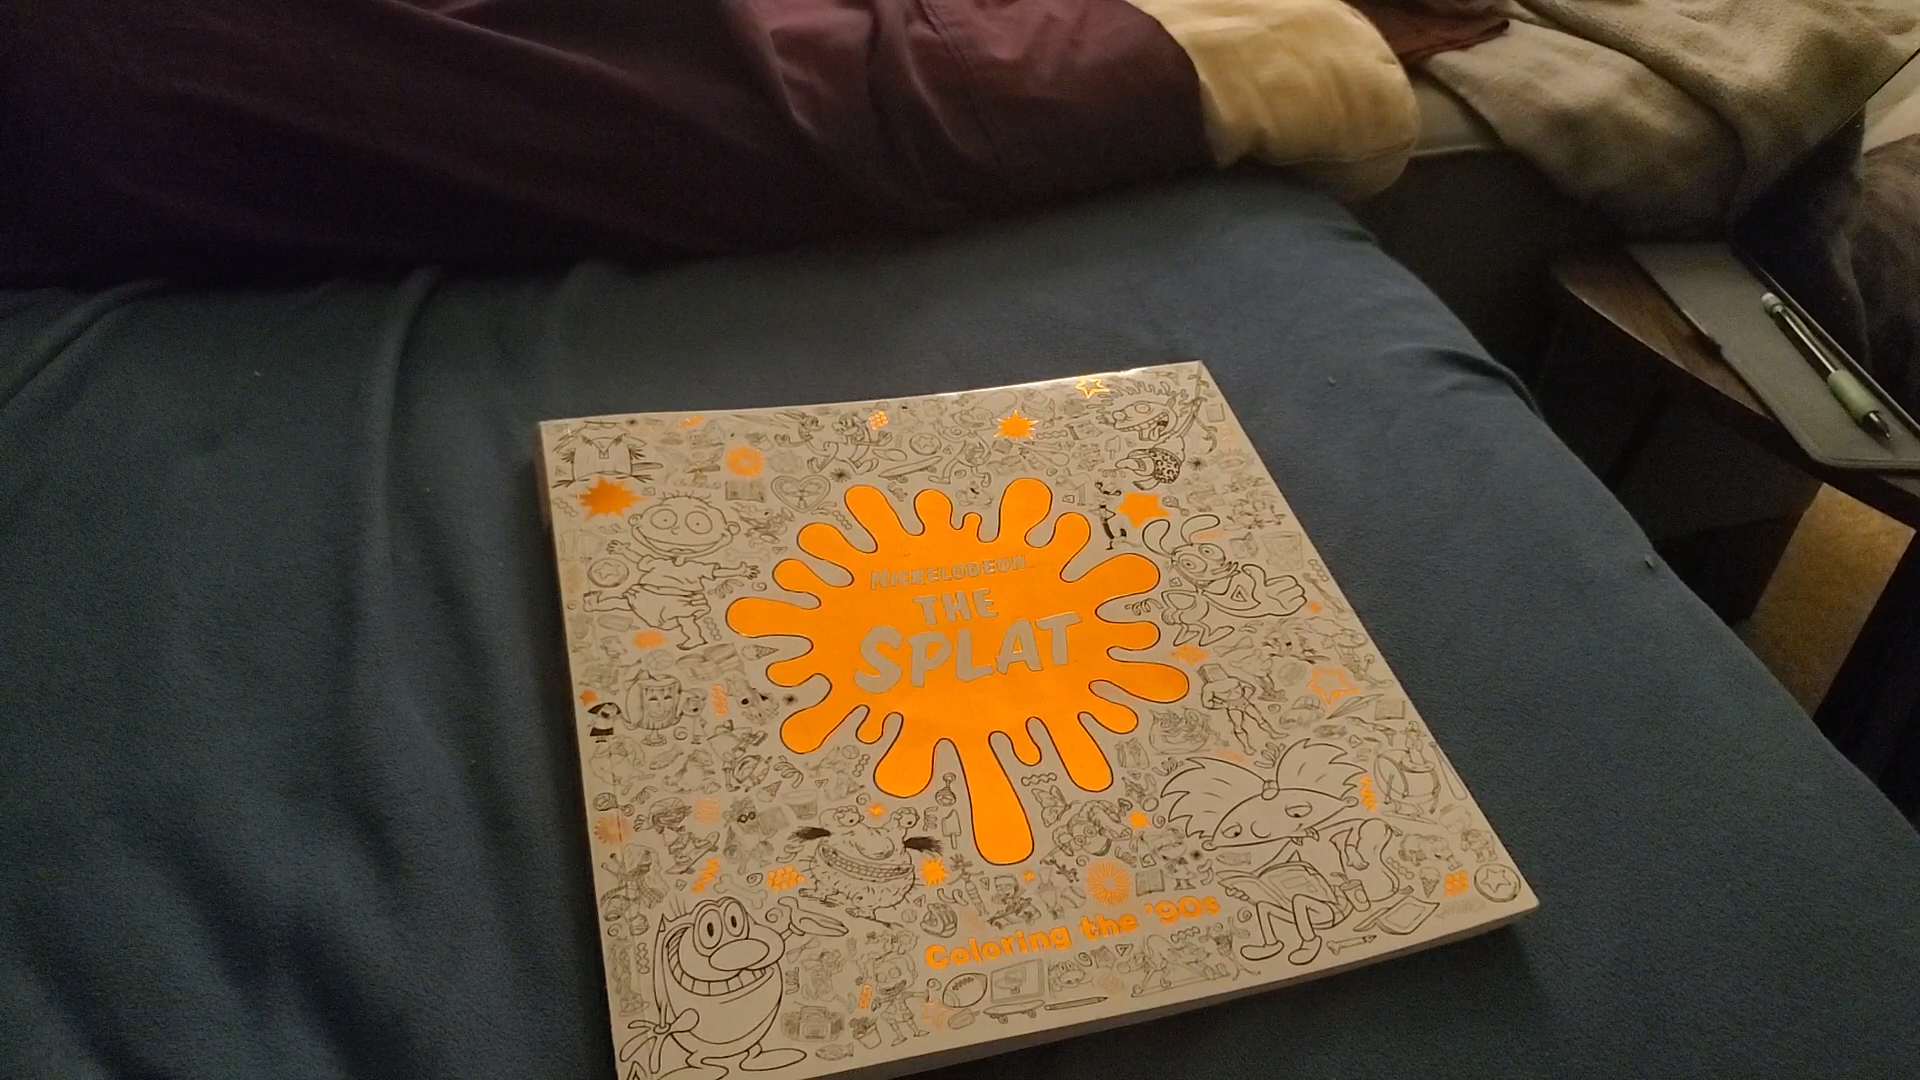 NICKELODEON
THE
SPLAT
Coloring the '90s